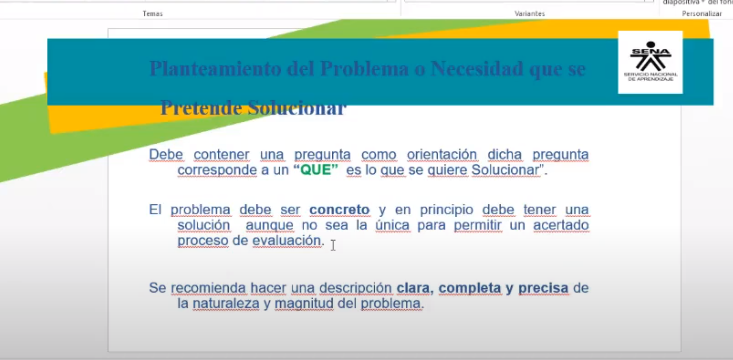 diapositiva
Temas
Variantes
Personalizar
SENA
SERVICIO NACIONAL
DE APRENDIZAJE
Planteamiento del Problema o Necesidad que se
Pretende Solucionar
Debe contener una pregunta como orientación dicha pregunta
corresponde a un “QUE” es lo que se quiere Solucionar”.
El problema debe ser concreto y en principio debe tener una
solución aunque no sea la única para permitir un acertado
proceso de evaluación.
Se recomienda hacer una descripción clara, completa y precisa de
la naturaleza y magnitud del problema.